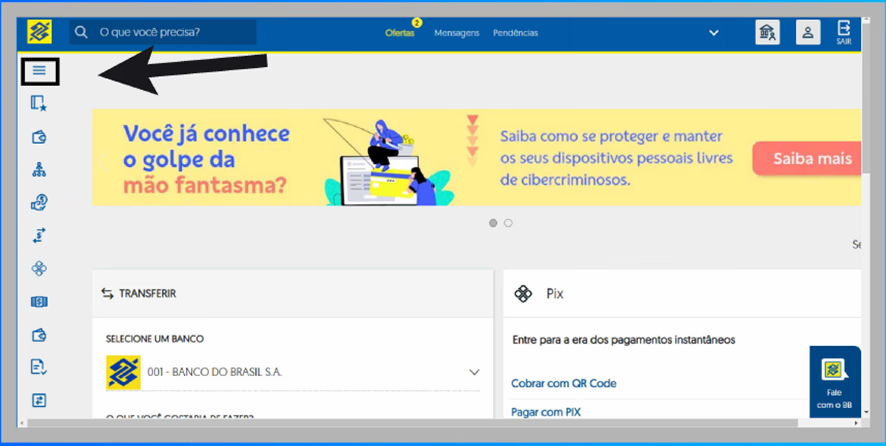 O que você precisa?
Ofertas
2
Mensagens
Pendências
SAIR
Você já conhece
o golpe da
mão fantasma?
Saiba como se proteger e manter
os seus dispositivos pessoais livres
de cibercriminosos.
Saiba mais
Se
TRANSFERIR
SELECIONE UM BANCO
001 - BANCO DO BRASIL S.A.
O QUE VOCÊ GOSTARIA DE FAZER?
Pix
Entre para a era dos pagamentos instantâneos
Cobrar com QR Code
Pagar com PIX
Fale
com o BB